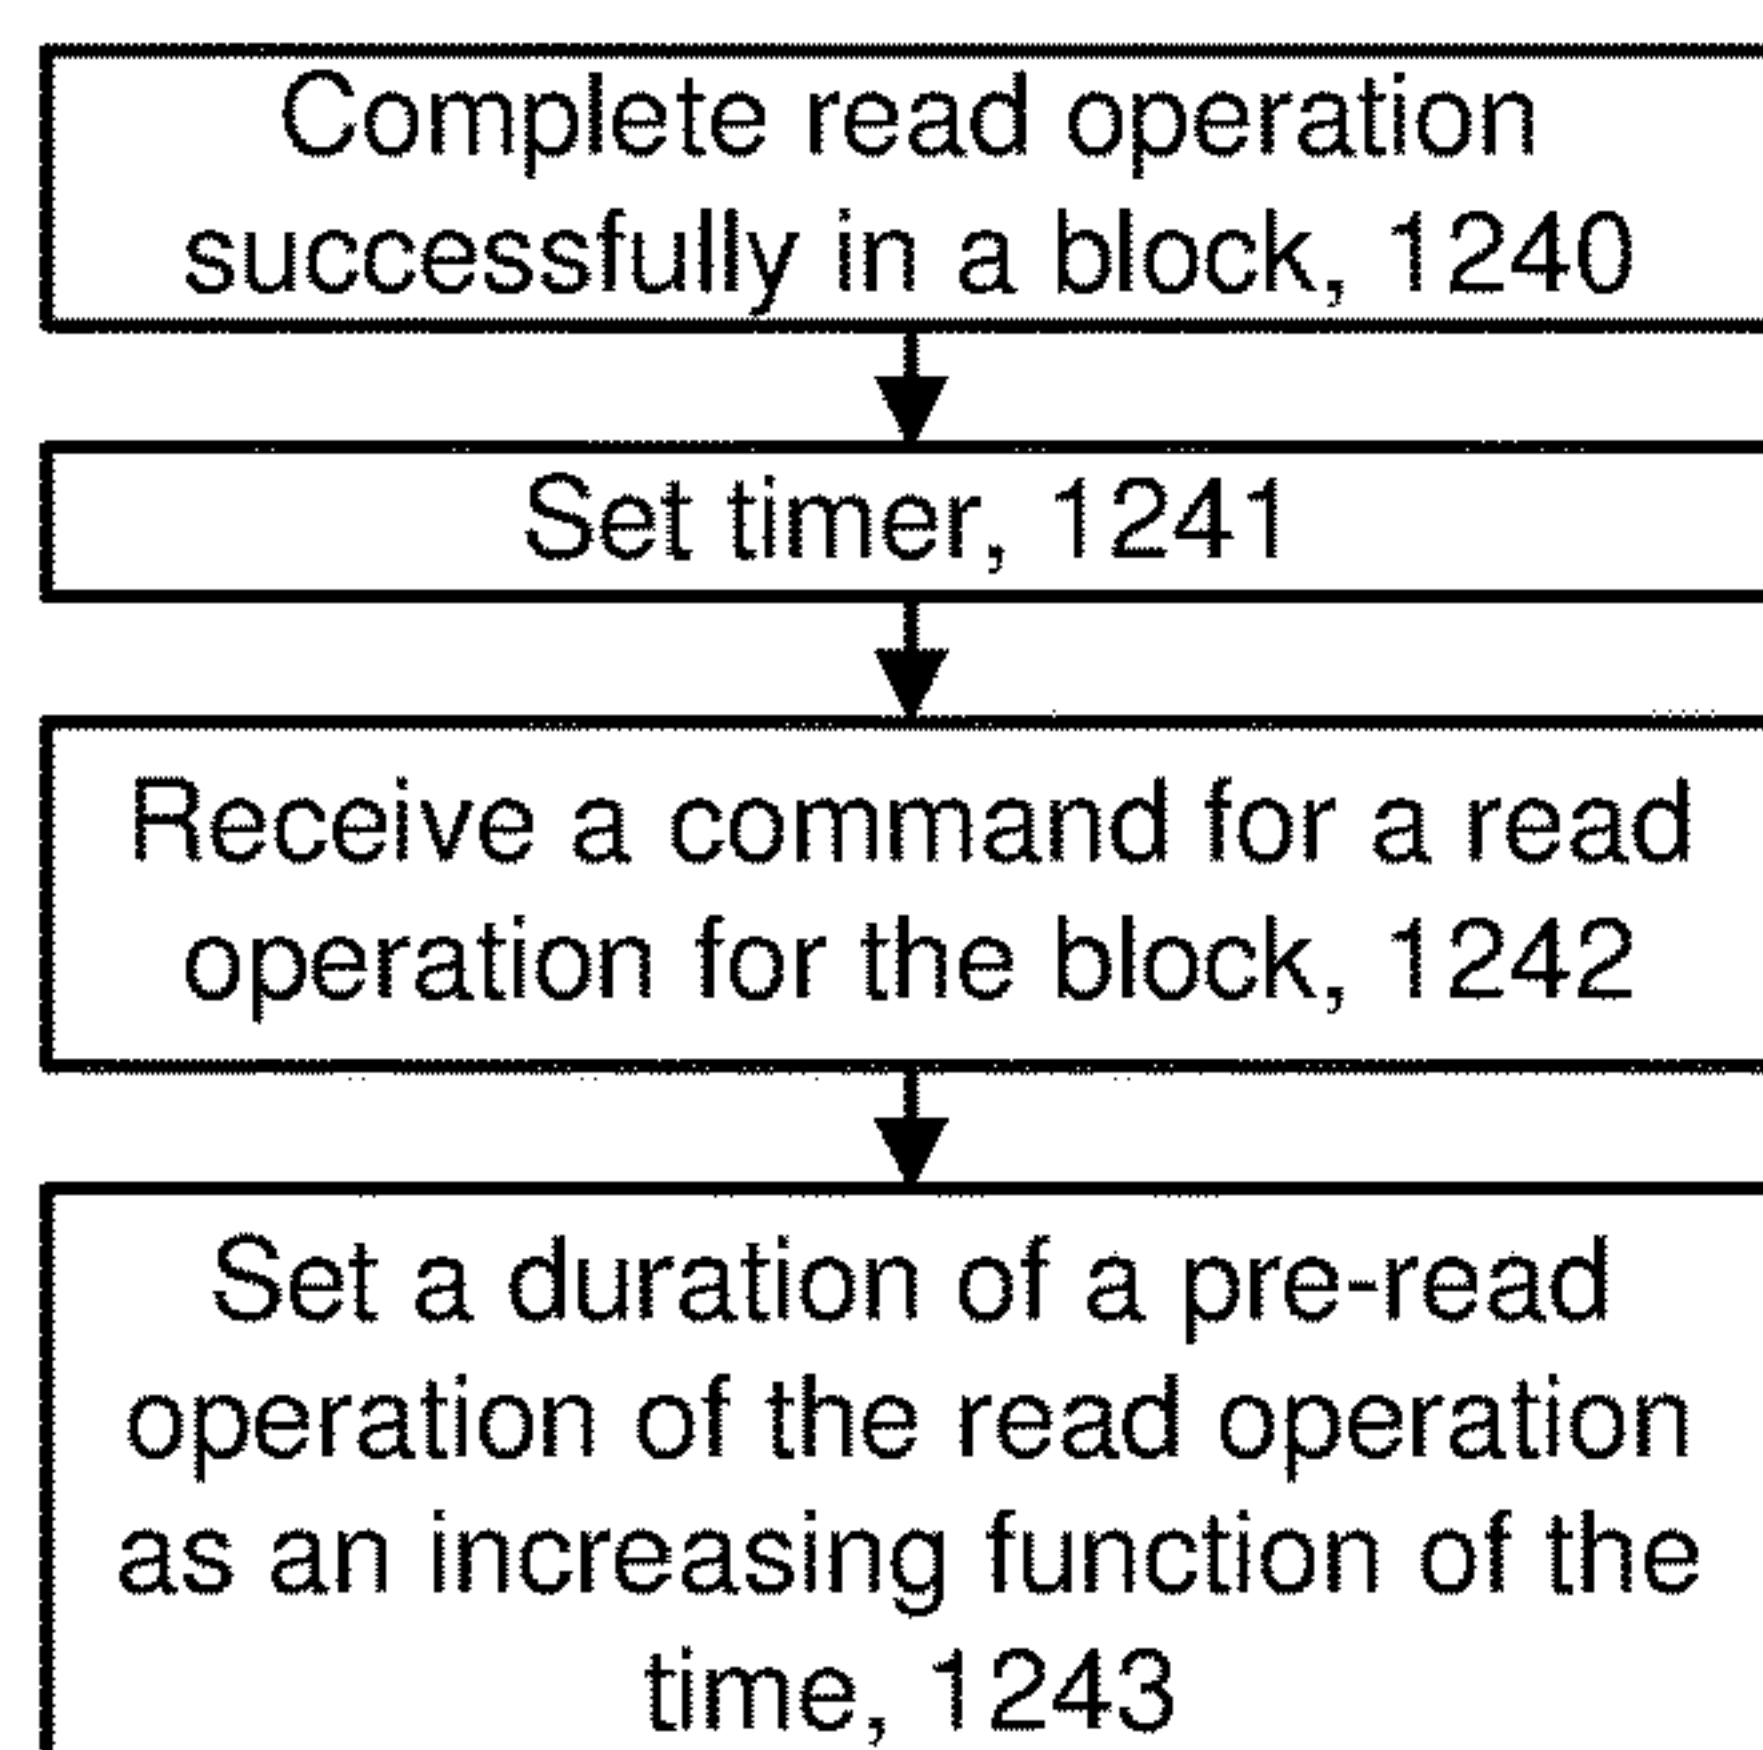 Complete read operation
successfully in a block, 1240
Set timer, 1241
Receive a command for a read
operation for the block, 1242
Set a duration of a pre-read
operation of the read operation
as an increasing function of the
time, 1243